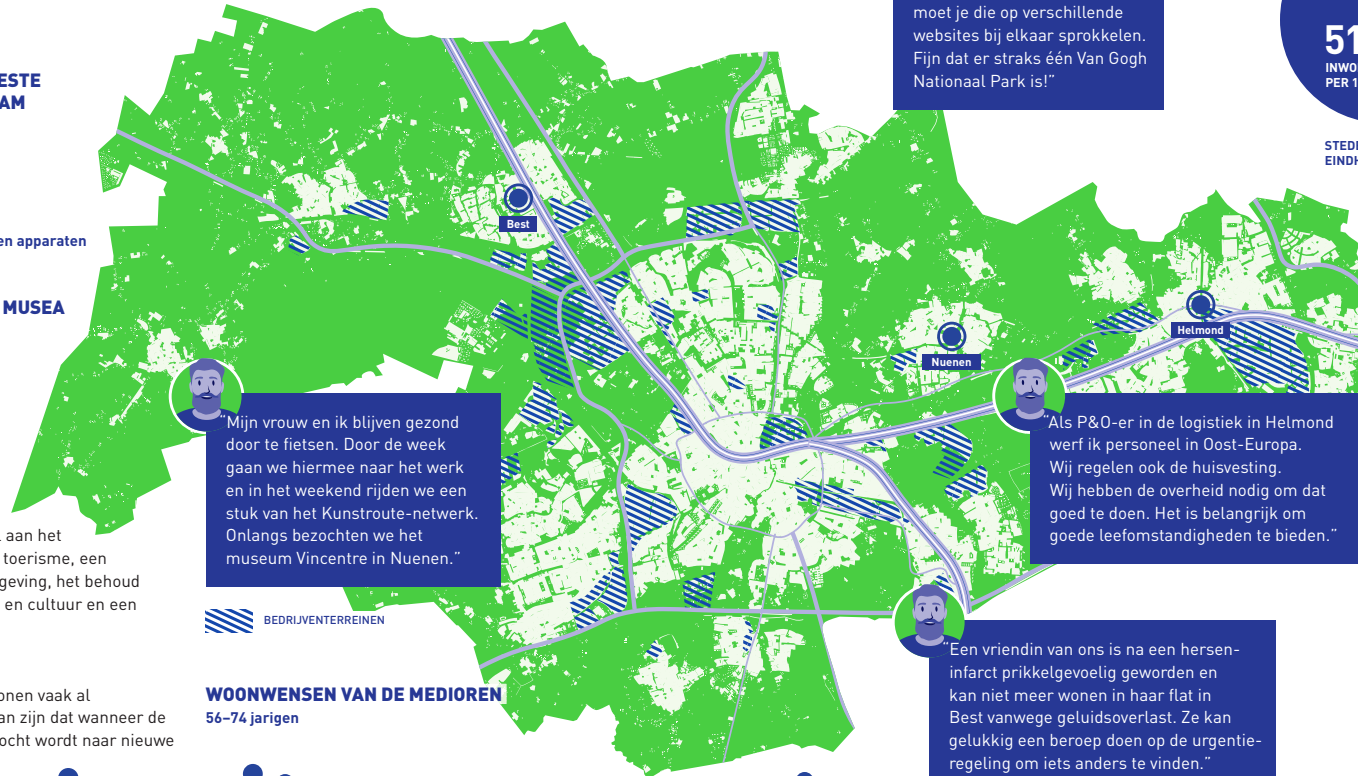 moet je die op verschillende
websites bij elkaar sprokkelen.
Fijn dat er straks één Van Gogh
Nationaal Park is!”
51
PER 1
ESTE
AM
en apparaten
MUSEA
Best
Nuenen
Helmond
“Mijn vrouw en ik blijven gezond
door te fietsen. Door de week
gaan we hiermee naar het werk
en in het weekend rijden we een
stuk van het Kunstroute-netwerk.
Onlangs bezochten we het
museum Vincentre in Nuenen.”
“Als P&O-er in de logistiek in Helmond
werf ik personeel in Oost-Europa.
Wij regelen ook de huisvesting.
Wij hebben de overheid nodig om dat
goed te doen. Het is belangrijk om
goede leefomstandigheden te bieden.”
aan het
toerisme, een
geving, het behoud
en cultuur en een
BEDRIJVENTERREINEN
“Een vriendin van ons is na een hersen-
infarct prikkelgevoelig geworden en
kan niet meer wonen in haar flat in
Best vanwege geluidsoverlast. Ze kan
gelukkig een beroep doen op de urgentie-
regeling om iets anders te vinden.”
onen vaak al
an zijn dat wanneer de
ocht wordt naar nieuwe
WOONWENSEN VAN DE MEDIOREN
56–74 jarigen
INWO
STED
EINDH